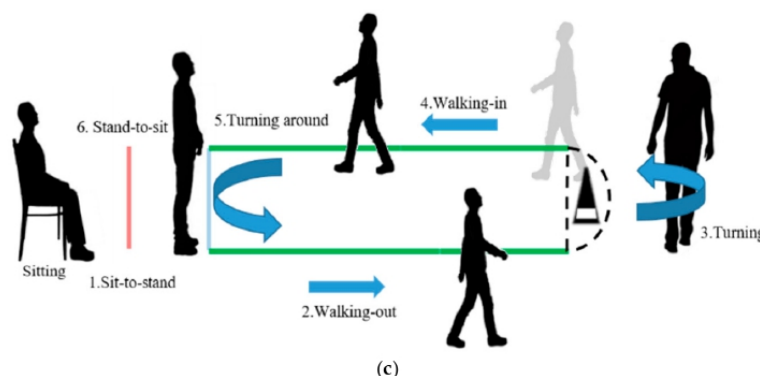 4.Walking-in
5.Turning around
6. Stand-to-sit
3.Turning
Sitting
1.Sit-to-stand
2.Walking-out
(c)